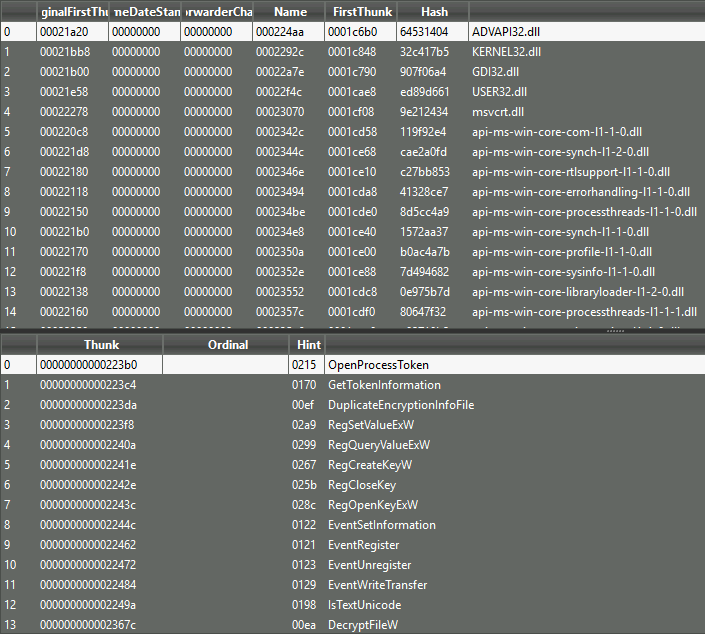 ginalFirstThu neDateStan orwarderCha Name FirstThunk Hash
0 00021a20 00000000 00000000 000224aa 0001c6b0 64531404 ADVAPI32.dll
1 00021bb8 00000000 00000000 0002292c 0001c848 32c417b5 KERNEL32.dll
2 00021b00 00000000 00000000 00022a7e 0001c790 907f06a4 GDI32.dll
3 00021e58 00000000 00000000 00022f4c 0001cae8 ed89d661 USER32.dll
4 00022278 00000000 00000000 00023070 0001cf08 9e212434 msvcrt.dll
5 000220c8 00000000 00000000 0002342c 0001cd58 119f92e4 api-ms-win-core-com-l1-1-0.dll
6 000221d8 00000000 00000000 0002344c 0001ce68 cae2a0fd api-ms-win-core-synch-l1-2-0.dll
7 00022180 00000000 00000000 0002346e 0001ce10 c27bb853 api-ms-win-core-rtlsupport-l1-1-0.dll
8 00022118 00000000 00000000 00023494 0001cda8 41328ce7 api-ms-win-core-errorhandling-l1-1-0.dll
9 00022150 00000000 00000000 000234be 0001cde0 8d5cc4a9 api-ms-win-core-processthreads-l1-1-0.dll
10 000221b0 00000000 00000000 000234e8 0001ce40 1572aa37 api-ms-win-core-synch-l1-1-0.dll
11 00022170 00000000 00000000 0002350a 0001ce00 b0ac4a7b api-ms-win-core-profile-l1-1-0.dll
12 000221f8 00000000 00000000 0002352e 0001ce88 7d494682 api-ms-win-core-sysinfo-l1-1-0.dll
13 00022138 00000000 00000000 00023552 0001cdc8 0e975b7d api-ms-win-core-libraryloader-l1-2-0.dll
14 00022160 00000000 00000000 0002357c 0001cdf0 80647f32 api-ms-win-core-processthreads-l1-1-1.dll
Thunk Ordinal Hint
0 00000000000223b0 0215 OpenProcessToken
1 00000000000223c4 0170 GetTokenInformation
2 00000000000223da 00ef DuplicateEncryptionInfoFile
3 00000000000223f8 02a9 RegSetValueExW
4 000000000002240a 0299 RegQueryValueExW
5 000000000002241e 0267 RegCreateKeyW
6 000000000002242e 025b RegCloseKey
7 000000000002243c 028c RegOpenKeyExW
8 000000000002244c 0122 EventSetInformation
9 0000000000022462 0121 EventRegister
10 0000000000022472 0123 EventUnregister
11 0000000000022484 0129 EventWriteTransfer
12 000000000002249a 0198 IsTextUnicode
13 000000000002367c 00ea DecryptFileW